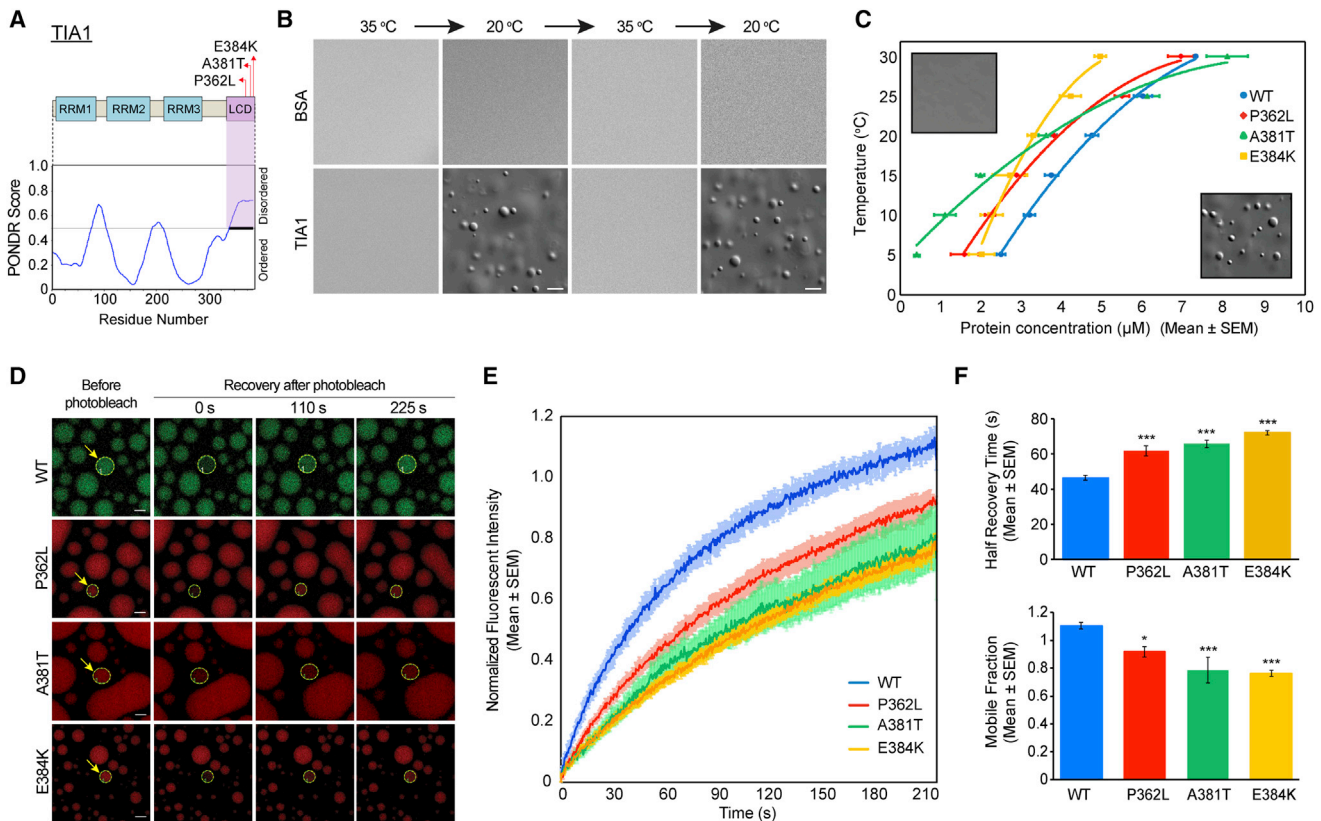 A
TIA1
E384K
A381T
P362L
RRM1 RRM2 RRM3 LCD
PONDR Score
1.0
0.8
0.6
0.4
0.2
0
Disordered
Ordered
0 100 200 300
Residue Number
B
35 °C 20 °C 35 °C 20 °C
BSA
TIA1
C
Temperature (°C)
30
25
20
15
10
5
0
WT
P362L
A381T
E384K
0 1 2 3 4 5 6 7 8 9 10
Protein concentration (µM) (Mean ± SEM)
D
Before photobleach
Recovery after photobleach
0 s 110 s 225 s
WT
P362L
A381T
E384K
E
Normalized Fluorescent Intensity
(Mean ± SEM)
1.2
1.0
0.8
0.6
0.4
0.2
0
WT
P362L
A381T
E384K
0 30 60 90 120 150 180 210
Time (s)
F
Half Recovery Time (s)
(Mean ± SEM)
80
60
40
20
0
*** *** ***
WT P362L A381T E384K
Mobile Fraction
(Mean ± SEM)
1.2
1
0.8
0.6
0.4
0.2
0
* *** ***
WT P362L A381T E384K